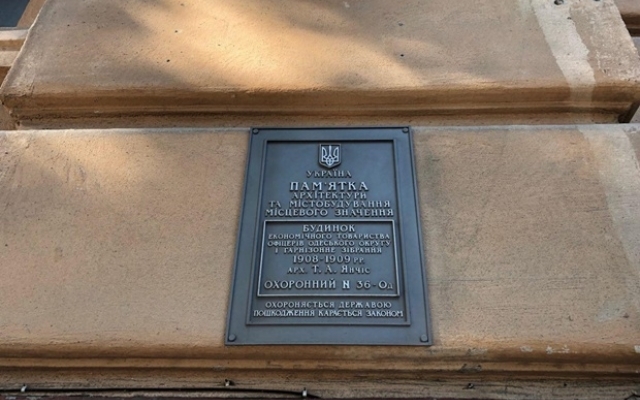 УКРАЇНА
ПАМ'ЯТКА
АРХІТЕКТУРИ
ТА МІСТОБУДУВАННЯ
МІСЦЕВОГО ЗНАЧЕННЯ
БУДИНОК
ЕКОНОМІЧНОГО ТОВАРИСТВА
ОФІЦЕРІВ ОДЕСЬКОГО ОКРУГУ
І ГАРНІЗОННЕ ЗІБРАННЯ
1908-1909 РР.
АРХ. Т. Л. ЯНЧІС
ОХОРОННИЙ N 36-Од
ОХОРОНЯЄТЬСЯ ДЕРЖАВОЮ
ПОШКОДЖЕННЯ КАРАЄТЬСЯ ЗАКОНОМ